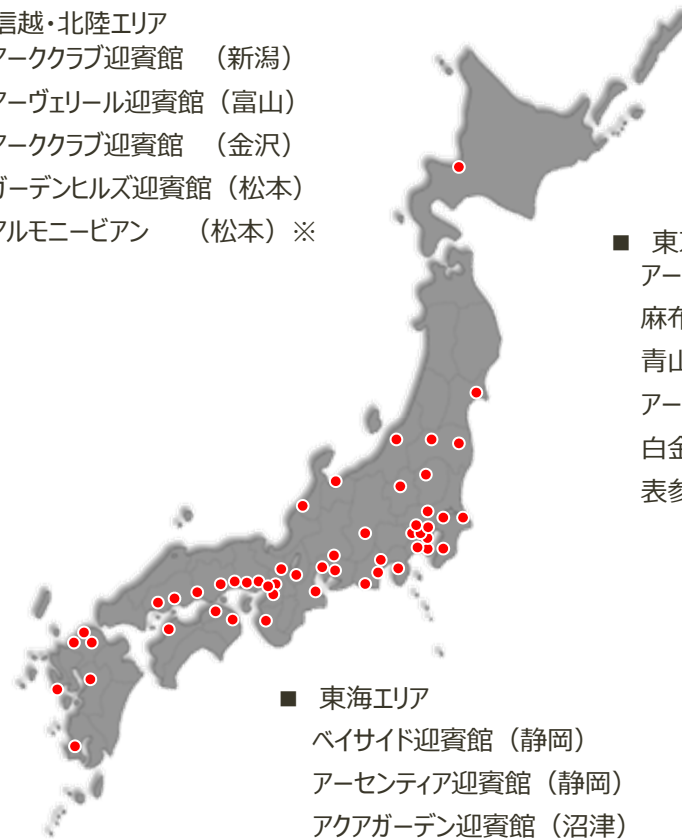 信越・北陸エリア
アーククラブ迎賓館 （新潟）
アーヴェリール迎賓館（富山）
アーククラブ迎賓館 （金沢）
ガーデンヒルズ迎賓館（松本）
アルモニービアン （松本）※
■ 東
アー
麻布
青山
アー
白金
表参
■ 東海エリア
ベイサイド迎賓館（静岡）
アーセンティア迎賓館（静岡）
アクアガーデン迎賓館（沼津）